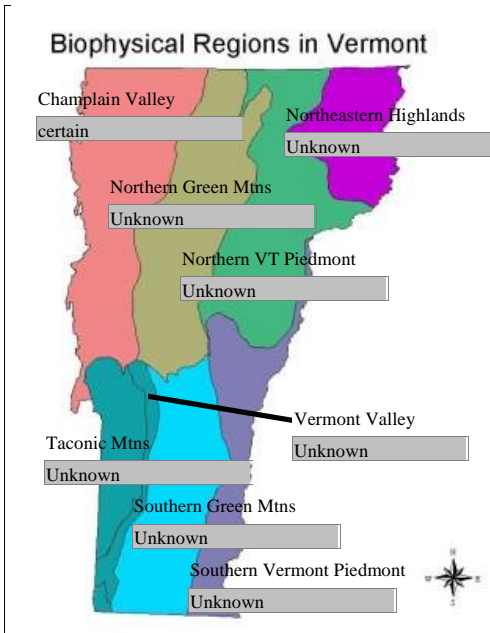 Biophysical Regions in Vermont
Champlain Valley
certain
Northeastern Highlands
Unknown
Northern Green Mtns
Unknown
Northern VT Piedmont
Unknown
Vermont Valley
Unknown
Taconic Mtns
Unknown
Southern Green Mtns
Unknown
Southern Vermont Piedmont
Unknown
N
W
E
S